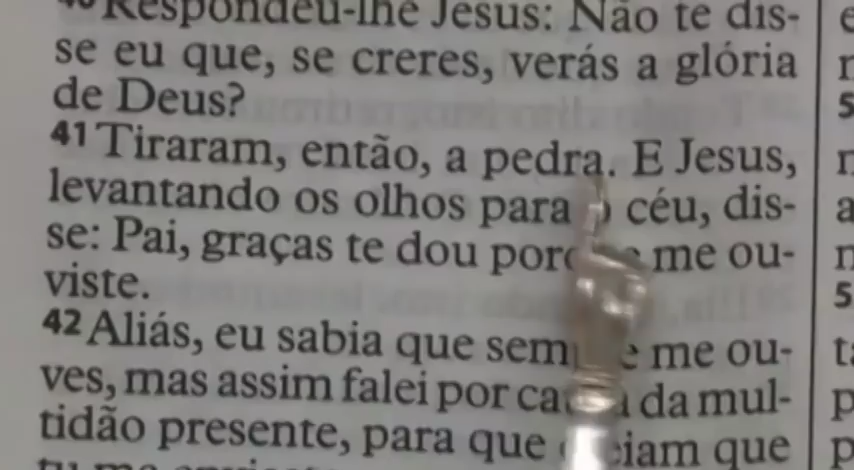 40 Respondeu-lhe Jesus: Não te dis-
se eu que, se creres, verás a glória
de Deus?
41 Tiraram, então, a pedra. E Jesus,
levantando os olhos para céu, dis-
se: Pai, graças te dou me ou-
viste.
42 Aliás, eu sabia que me ou-
ves, mas assim falei por da mul-
tidão presente, para que que